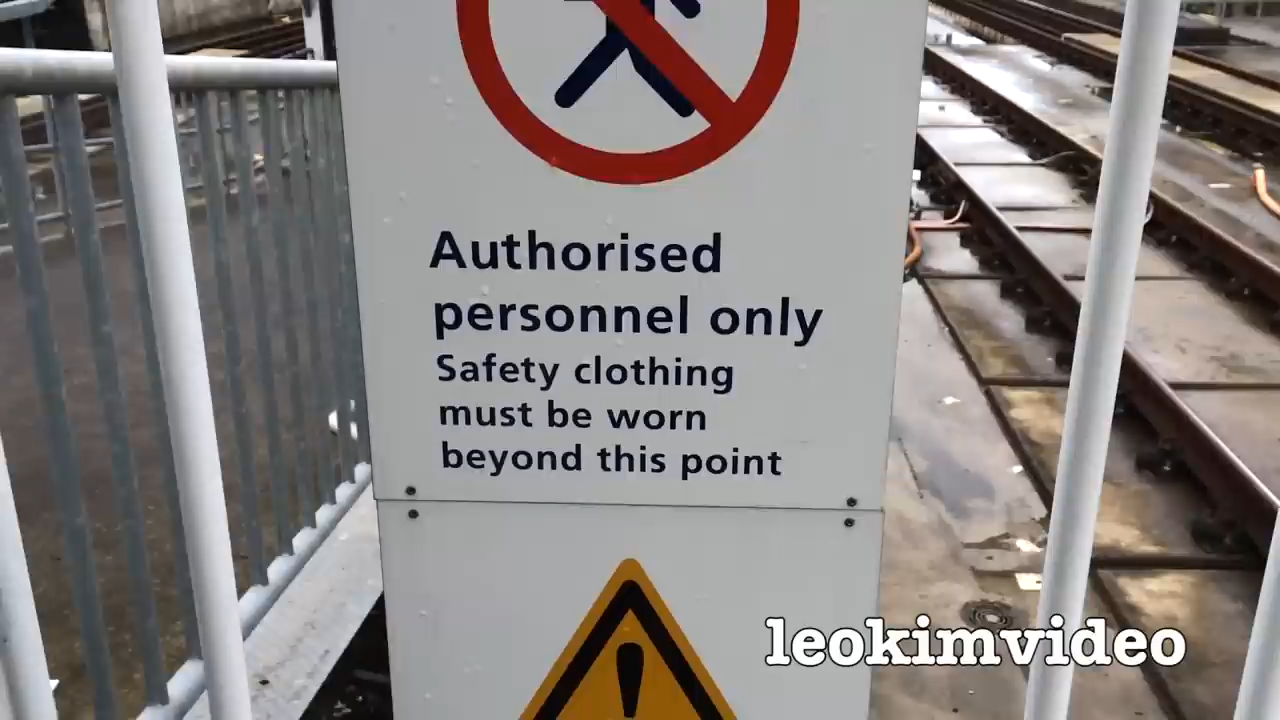 Authorised
personnel only
Safety clothing
must be worn
beyond this point
leokimvideo